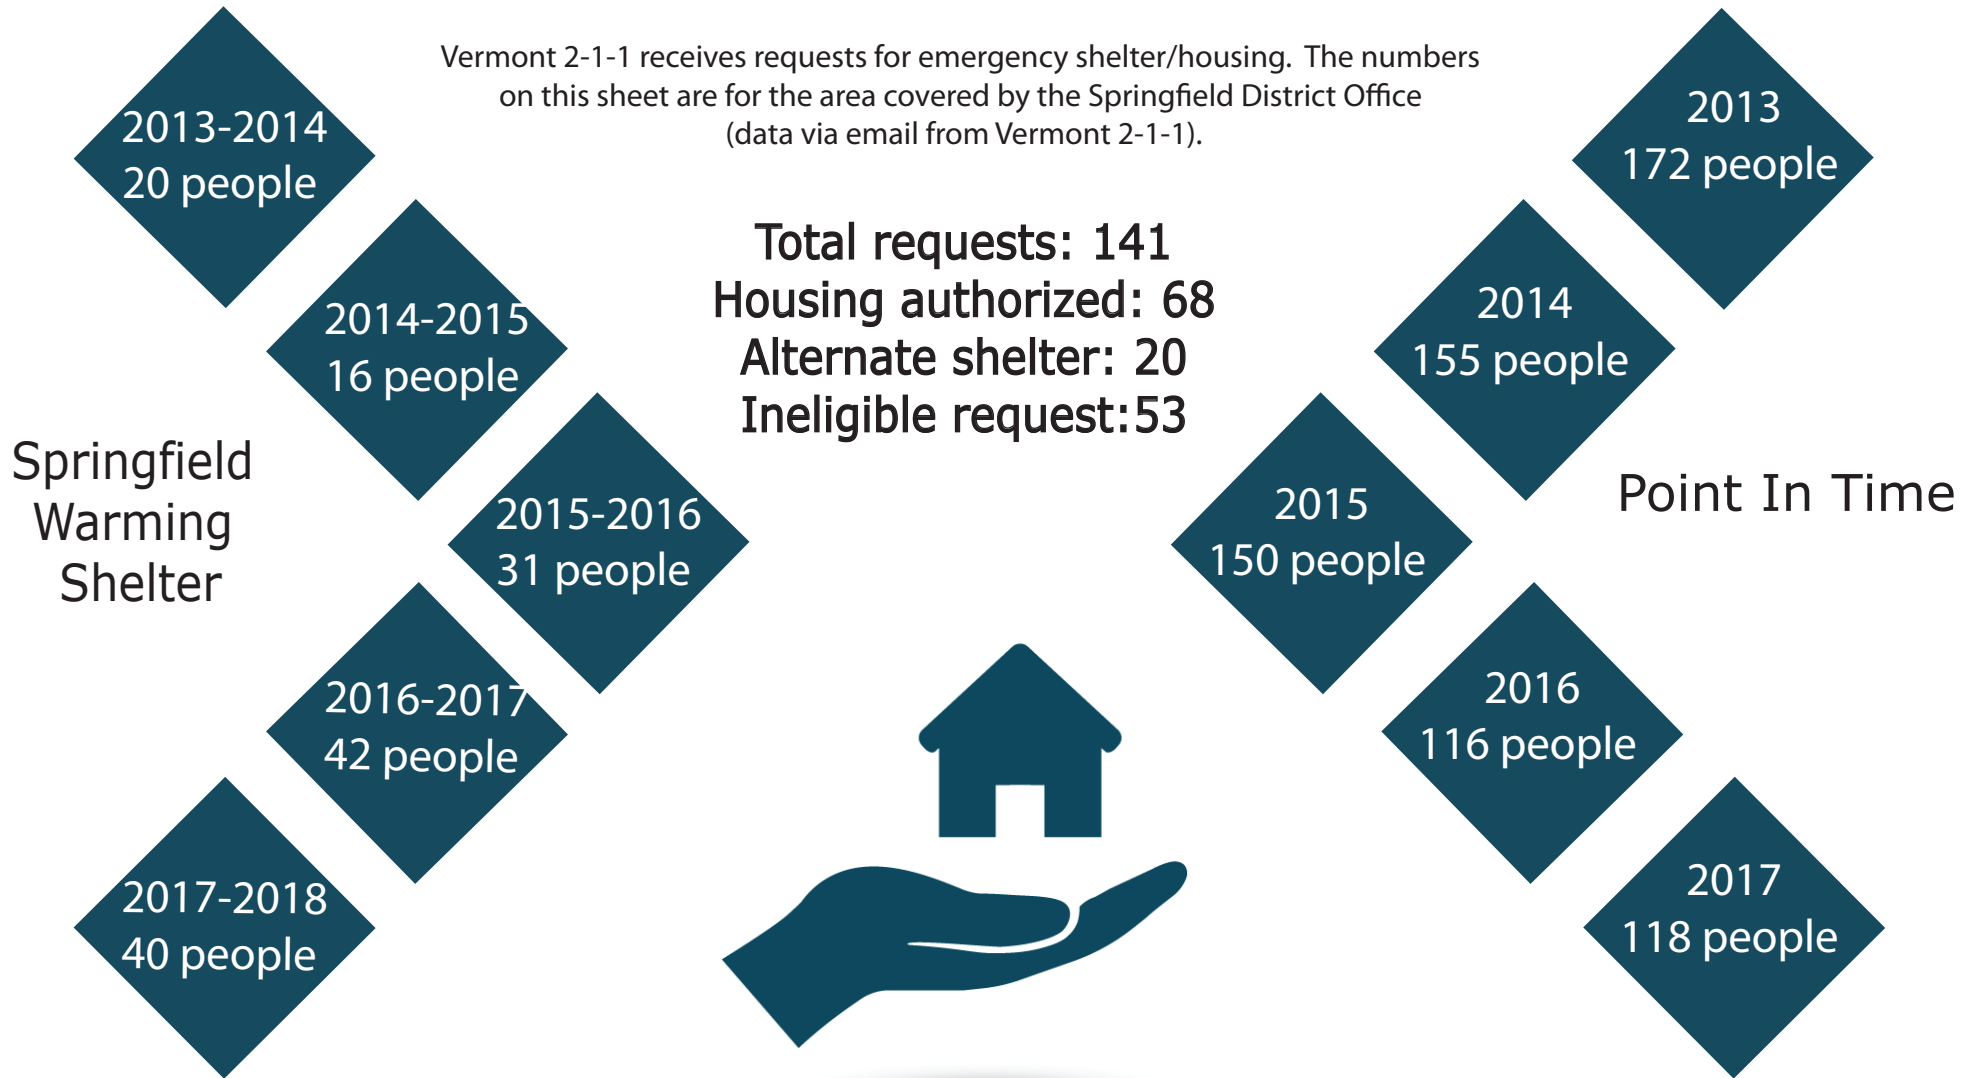 Vermont 2-1-1 receives requests for emergency shelter/housing.  The numbers
on this sheet are for the area covered by the Springfield District Office
(data via email from Vermont 2-1-1).
Total requests: 141
Housing authorized: 68
Alternate shelter: 20
Ineligible request:53
Springfield
Warming
Shelter
2013-2014
20 people
2014-2015
16 people
2015-2016
31 people
2016-2017
42 people
2017-2018
40 people
Point In Time
2013
172 people
2014
155 people
2015
150 people
2016
116 people
2017
118 people